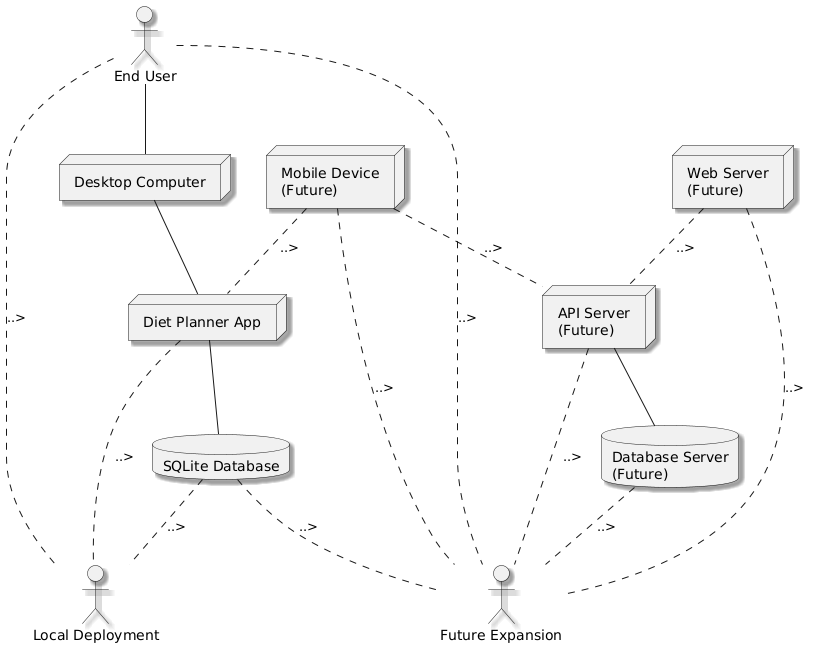 End User
Desktop Computer
Mobile Device
(Future)
Web Server
(Future)
..>
..>
..>
Diet Planner App
API Server
(Future)
..>
..>
..>
..>
..>
..>
SQLite Database
Database Server
(Future)
..>
..>
..>
Local Deployment
Future Expansion